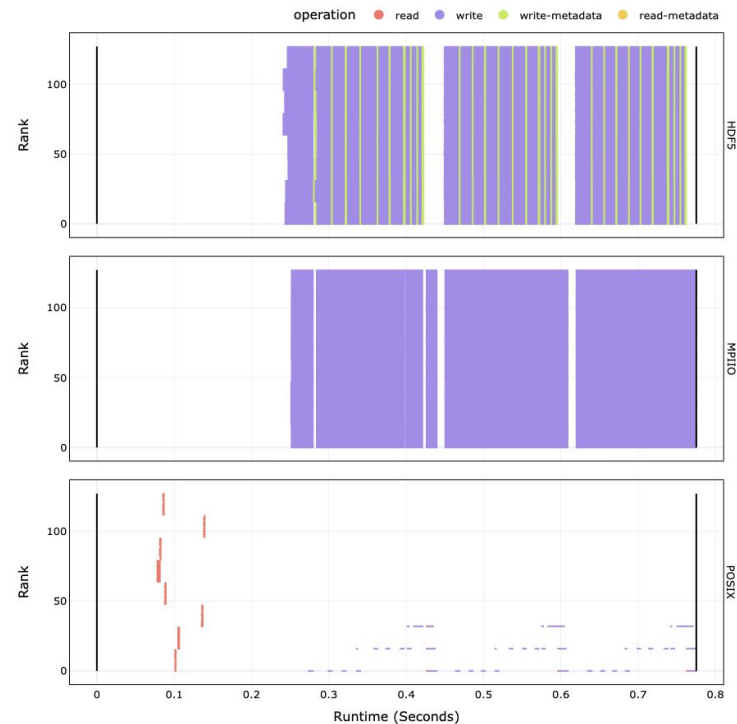 operation read write write-metadata read-metadata
100
50
0
Rank
HDF5
100
50
0
Rank
MPIIO
100
50
0
Rank
POSIX
0 0.1 0.2 0.3 0.4 0.5 0.6 0.7 0.8
Runtime (Seconds)